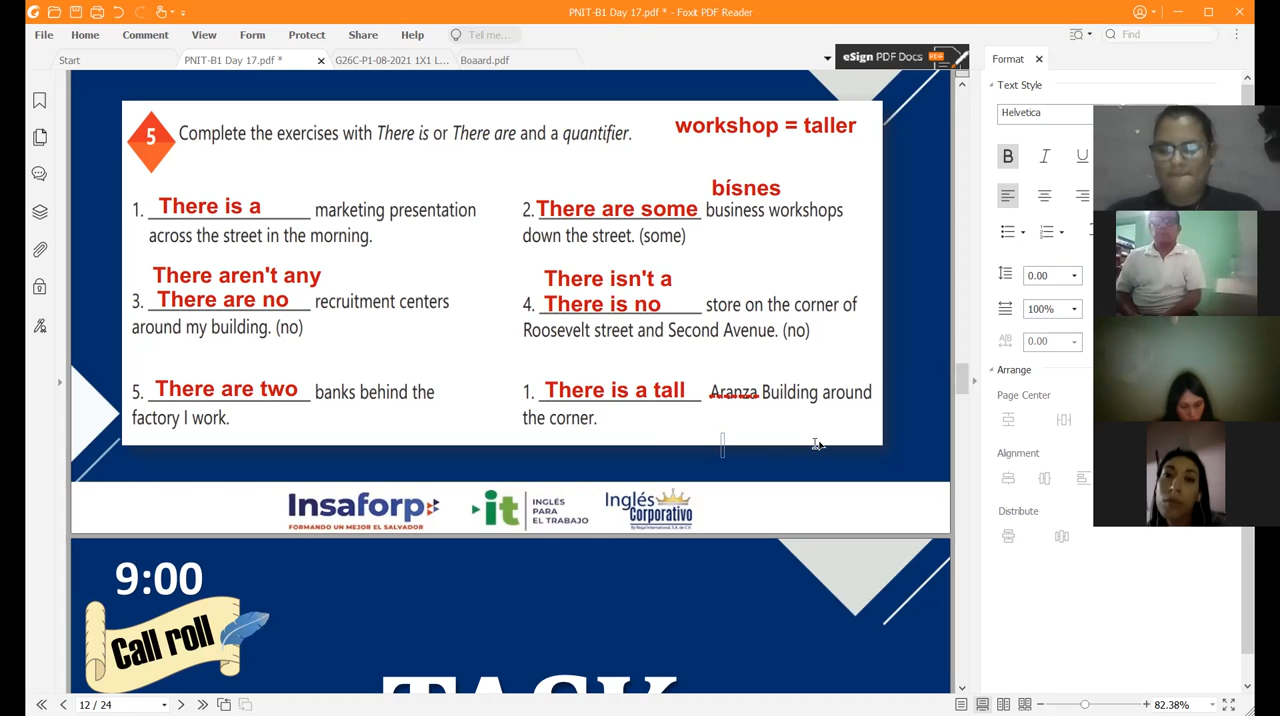 PNIT-B1 Day 17.pdf * - Foxit PDF Reader
File Home Comment View Form Protect Share Help Tell me... Find
Start PNIT-B1 Day 17.pdf * G26C-P1-08-2021 1X1 L... Boaard.pdf eSign PDF Docs
Format
Text Style
Helvetica
B I U
0.00
100%
0.00
Arrange
Page Center
Alignment
Distribute
5 Complete the exercises with There is or There are and a quantifier.
workshop = taller
1. There is a marketing presentation
across the street in the morning.
bísnes
2. There are some business workshops
down the street. (some)
There aren't any
3. There are no recruitment centers
around my building. (no)
There isn't a
4. There is no store on the corner of
Roosevelt street and Second Avenue. (no)
5. There are two banks behind the
factory I work.
1. There is a tall Aranza Building around
the corner.
Insaforp
FORMANDO UN MEJOR EL SALVADOR
it INGLÉS
PARA
EL TRABAJO
Inglés
Corporativo
9:00
Call roll
TASK
12 / 24
82.38%